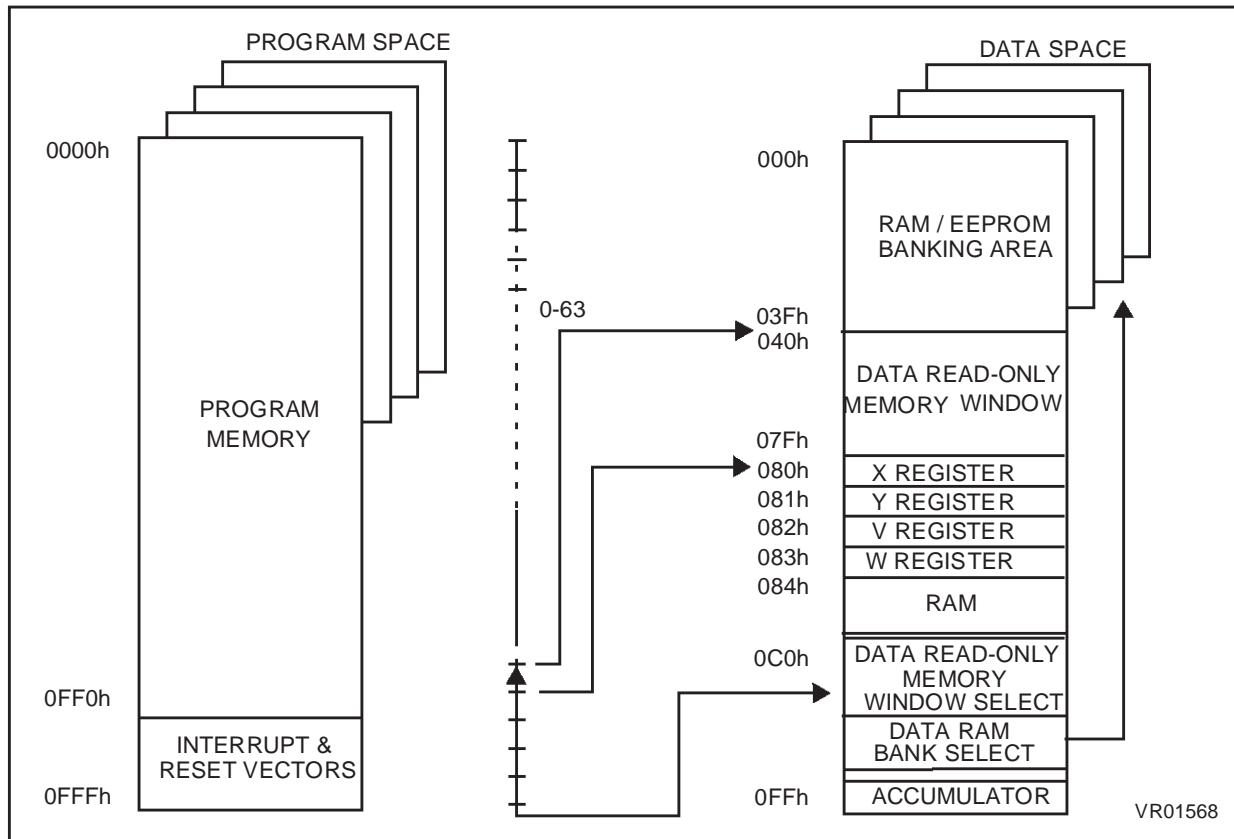 PROGRAM SPACE
0000h
PROGRAM
MEMORY
0FF0h
INTERRUPT &
RESET VECTORS
0FFFh
0-63
DATA SPACE
000h
RAM / EEPROM
BANKING AREA
03Fh
040h
DATA READ-ONLY
MEMORY WINDOW
07Fh
080h
X REGISTER
081h
Y REGISTER
082h
V REGISTER
083h
W REGISTER
084h
RAM
0C0h
DATA READ-ONLY
MEMORY
WINDOW SELECT
DATA RAM
BANK SELECT
0FFh
ACCUMULATOR
VR01568